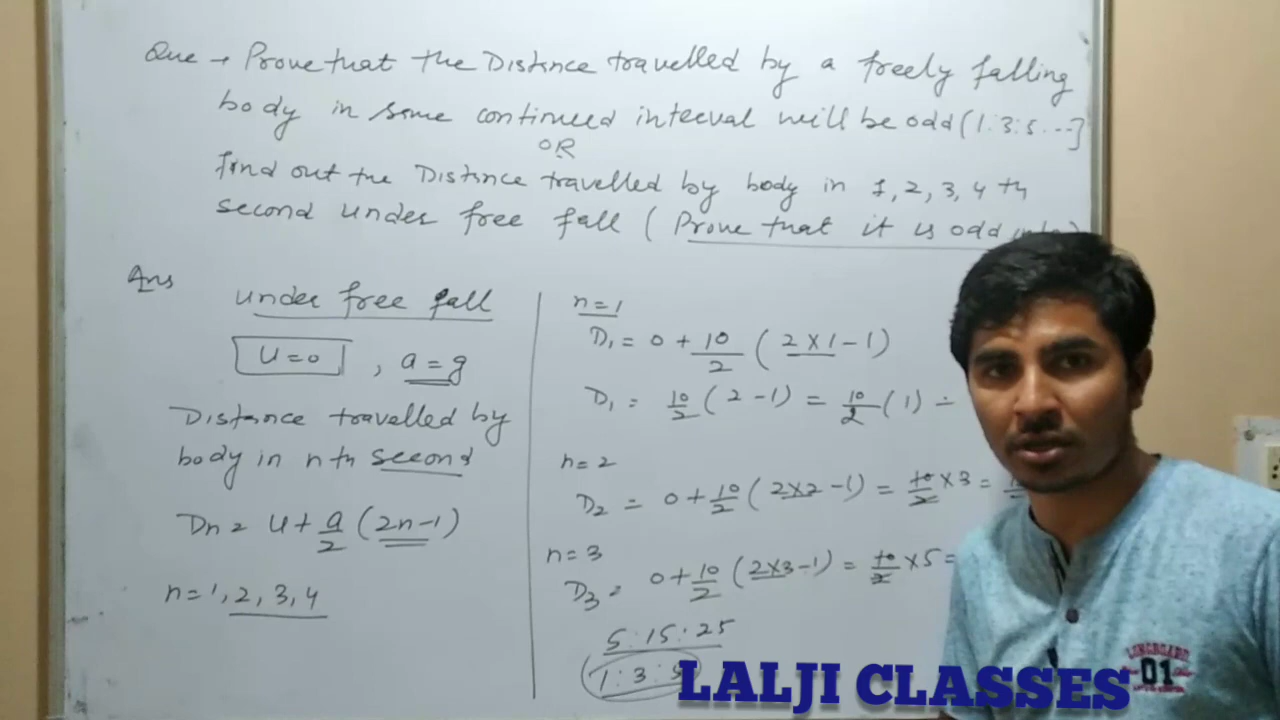 Que → Prove that the Distance travelled by a freely falling
body in same continued interval will be odd (1:3:5...]
OR
find out the Distance travelled by body in 1, 2, 3, 4 th
second under free fall ( Prove that it is odd
Ans
under free fall
u=0 , a=g
Distance travelled by
body in nth second
Dn = u + a/2 (2n-1)
n=1, 2, 3, 4
n=1
D₁ = 0 + 10/2 ( 2×1-1)
D₁ = 10/2 ( 2-1) = 10/2 (1) =
n=2
D₂ = 0+10/2 (2×2-1) = 10/2 ×3 =
n=3
D₃ = 0+10/2 (2×3-1) = 10/2 ×5 =
5:15:25
1:3:5
LALJI CLASSES
LONGBOARD
01